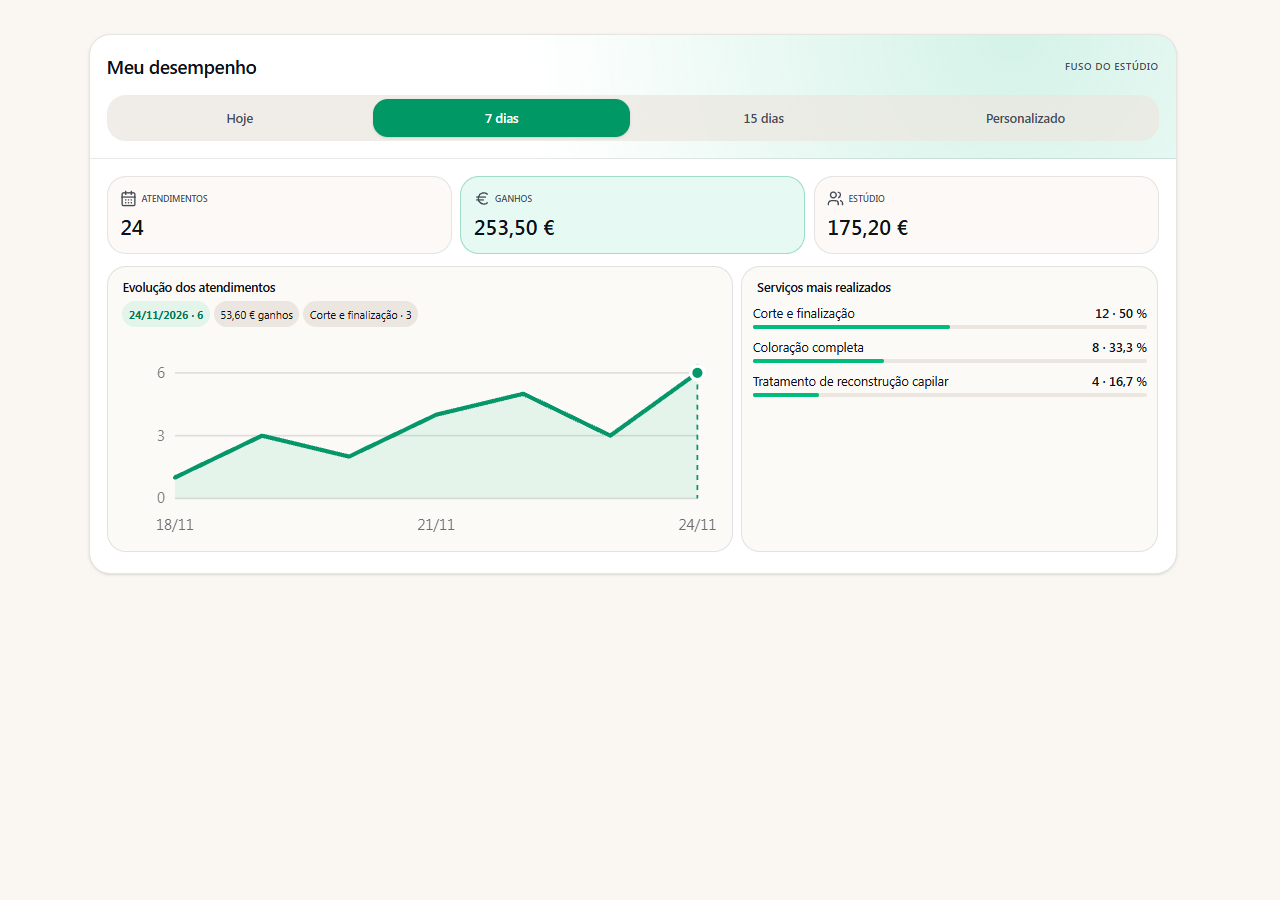 Meu desempenho
FUSO DO ESTÚDIO
Hoje
7 dias
15 dias
Personalizado
ATENDIMENTOS
24
GANHOS
253,50 €
ESTÚDIO
175,20 €
Evolução dos atendimentos
24/11/2026 · 6
53,60 € ganhos
Corte e finalização · 3
6
3
0
18/11
21/11
24/11
Serviços mais realizados
Corte e finalização
12 · 50 %
Coloração completa
8 · 33,3 %
Tratamento de reconstrução capilar
4 · 16,7 %